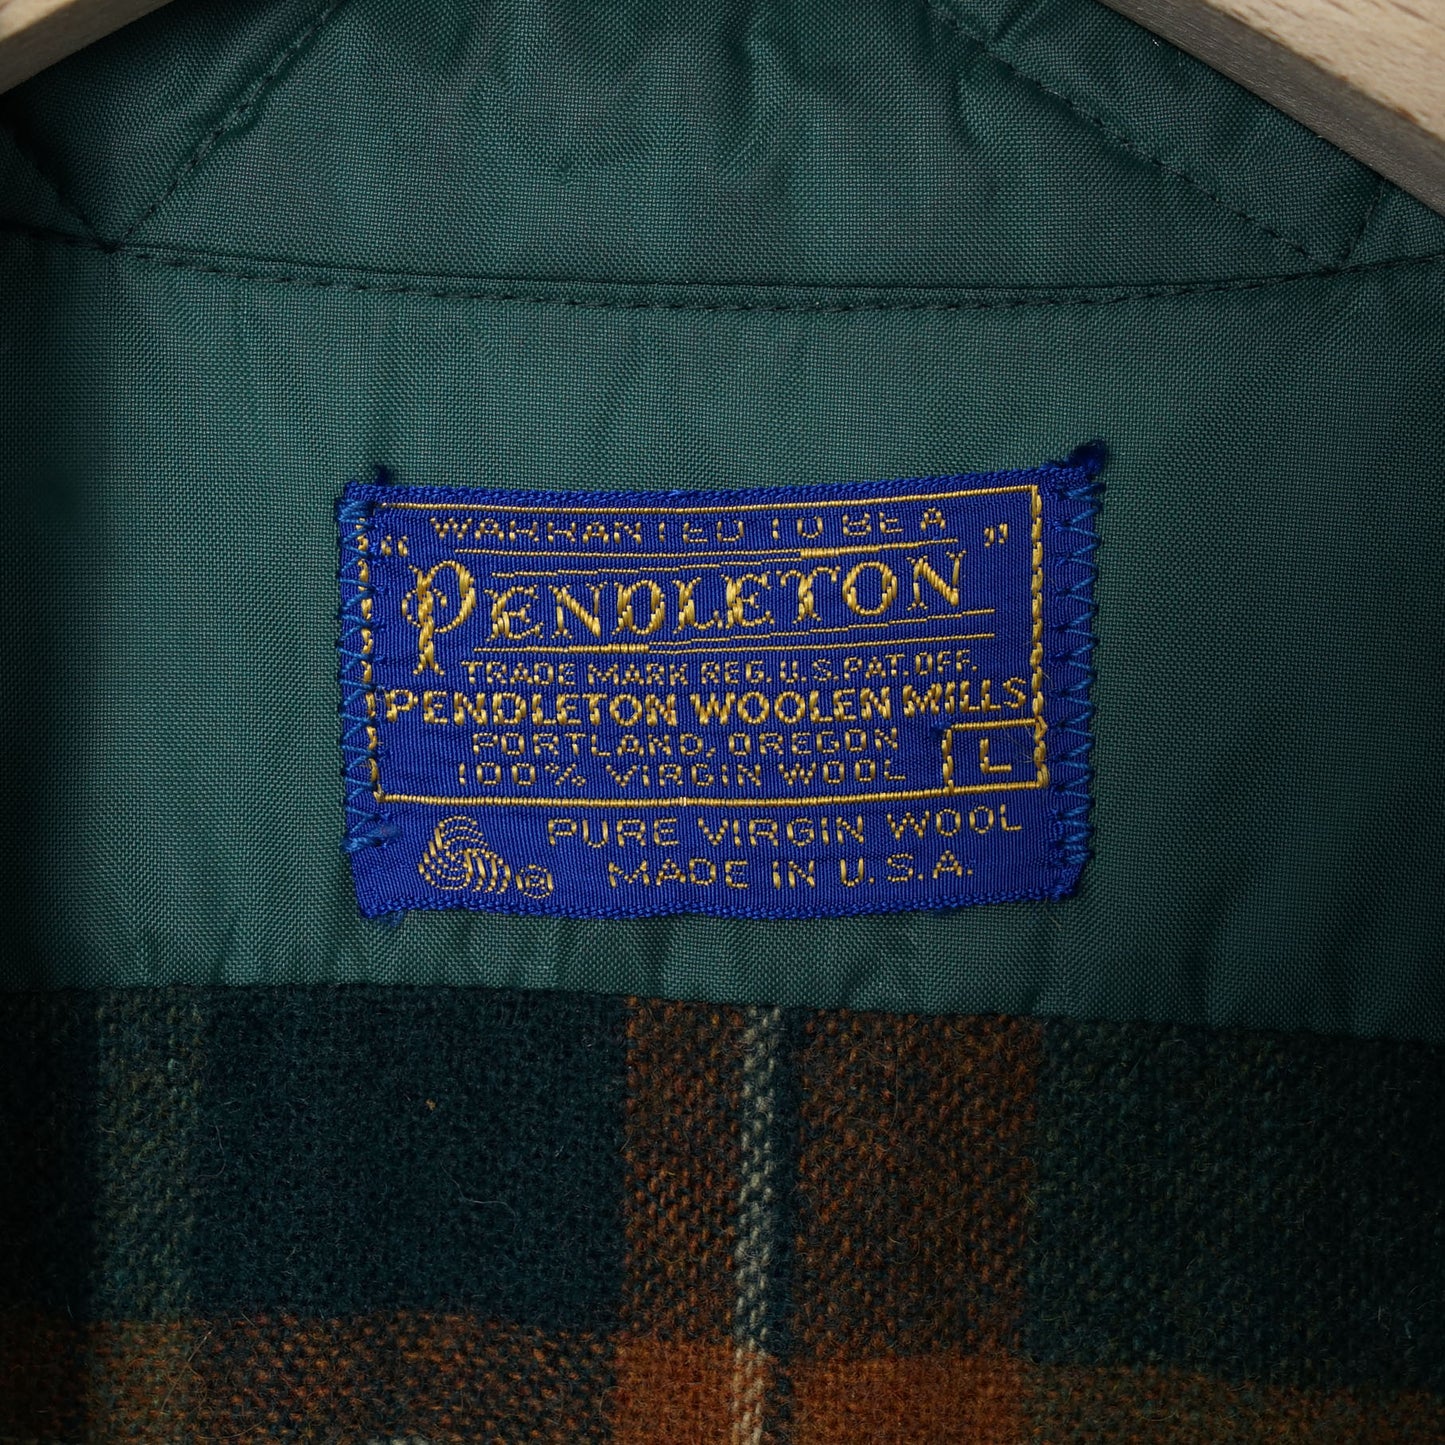 WARRANTED TO BE A
"PENDLETON"
TRADE MARK REG. U.S. PAT. OFF.
PENDLETON WOOLEN MILLS
PORTLAND, OREGON
100% VIRGIN WOOL
L
PURE VIRGIN WOOL
MADE IN U.S.A.